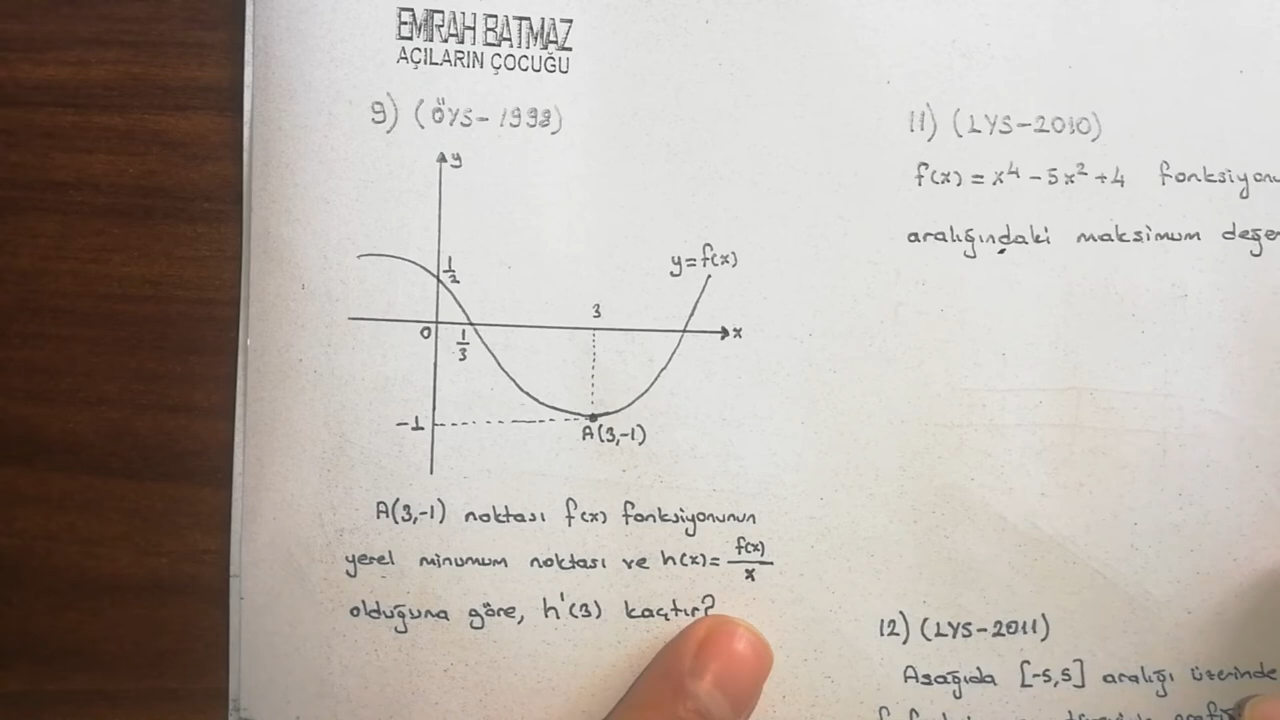 EMRAH BATMAZ
AÇILARIN ÇOCUĞU
9) (ÖYS-1998)
y
1/2
y=f(x)
3
0
1/3
x
-1
A(3,-1)
A(3,-1) noktası f(x) fonksiyonunun
yerel minumum noktası ve h(x)= f(x)/x
olduğuna göre, h'(3) kaçtır?
11) (LYS-2010)
f(x) = x⁴ - 5x² + 4 fonksiyonu
aralığındaki maksimum değe
12) (LYS-2011)
Aşağıda [-5,5] aralığı üzerinde